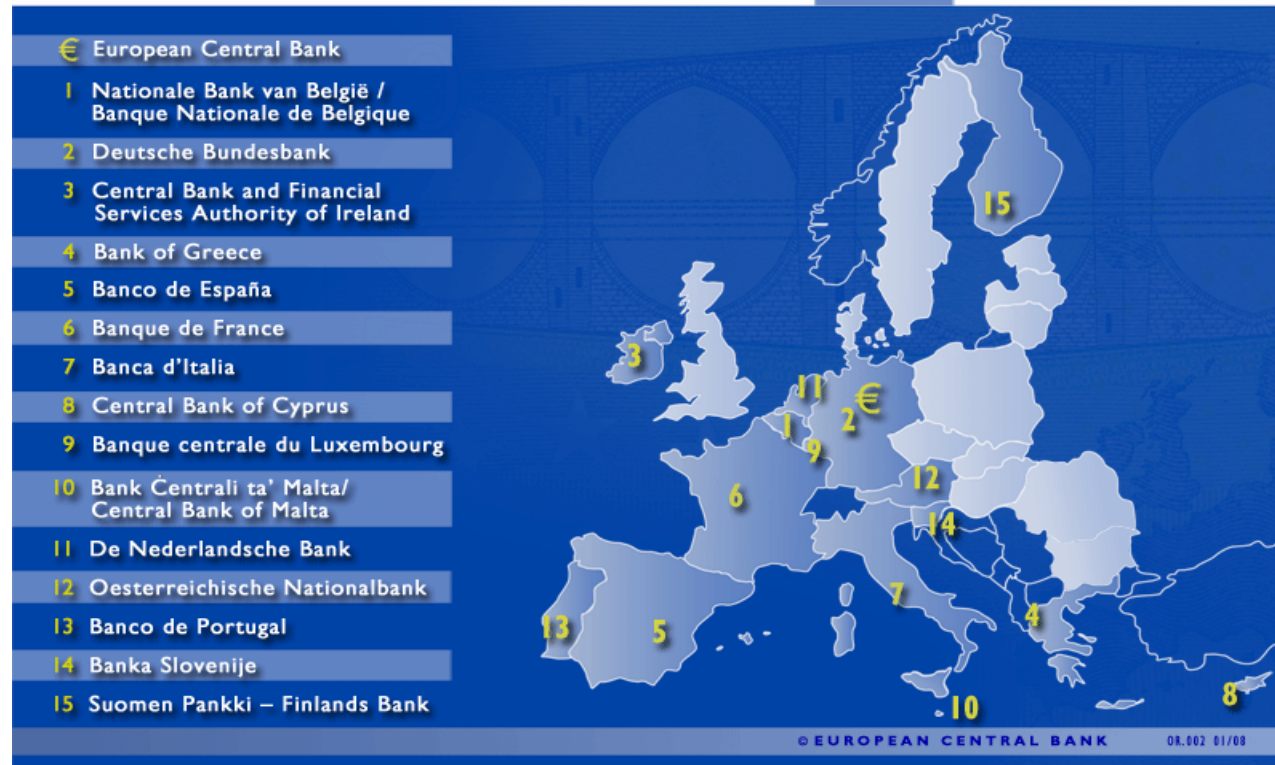 € European Central Bank
1 Nationale Bank van België /
Banque Nationale de Belgique
2 Deutsche Bundesbank
3 Central Bank and Financial
Services Authority of Ireland
4 Bank of Greece
5 Banco de España
6 Banque de France
7 Banca d'Italia
8 Central Bank of Cyprus
9 Banque centrale du Luxembourg
10 Bank Ċentrali ta' Malta/
Central Bank of Malta
11 De Nederlandsche Bank
12 Oesterreichische Nationalbank
13 Banco de Portugal
14 Banka Slovenije
15 Suomen Pankki – Finlands Bank
15
3
11
€
2
1
9
12
6
14
7
4
13
5
8
10
© EUROPEAN CENTRAL BANK OR.002 01/08